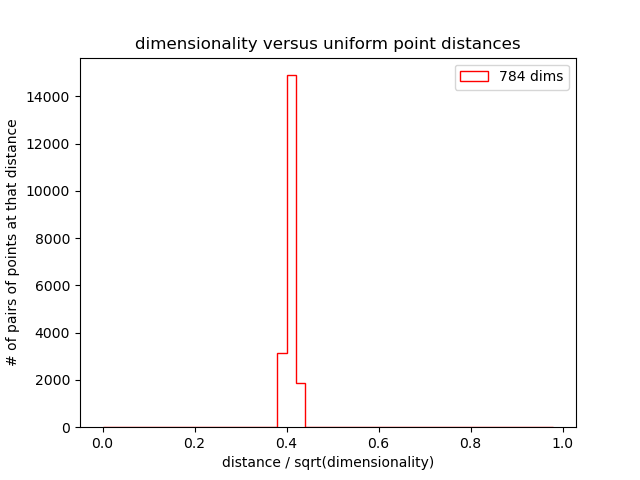 dimensionality versus uniform point distances
784 dims
# of pairs of points at that distance
14000
12000
10000
8000
6000
4000
2000
0
0.0 0.2 0.4 0.6 0.8 1.0
distance / sqrt(dimensionality)